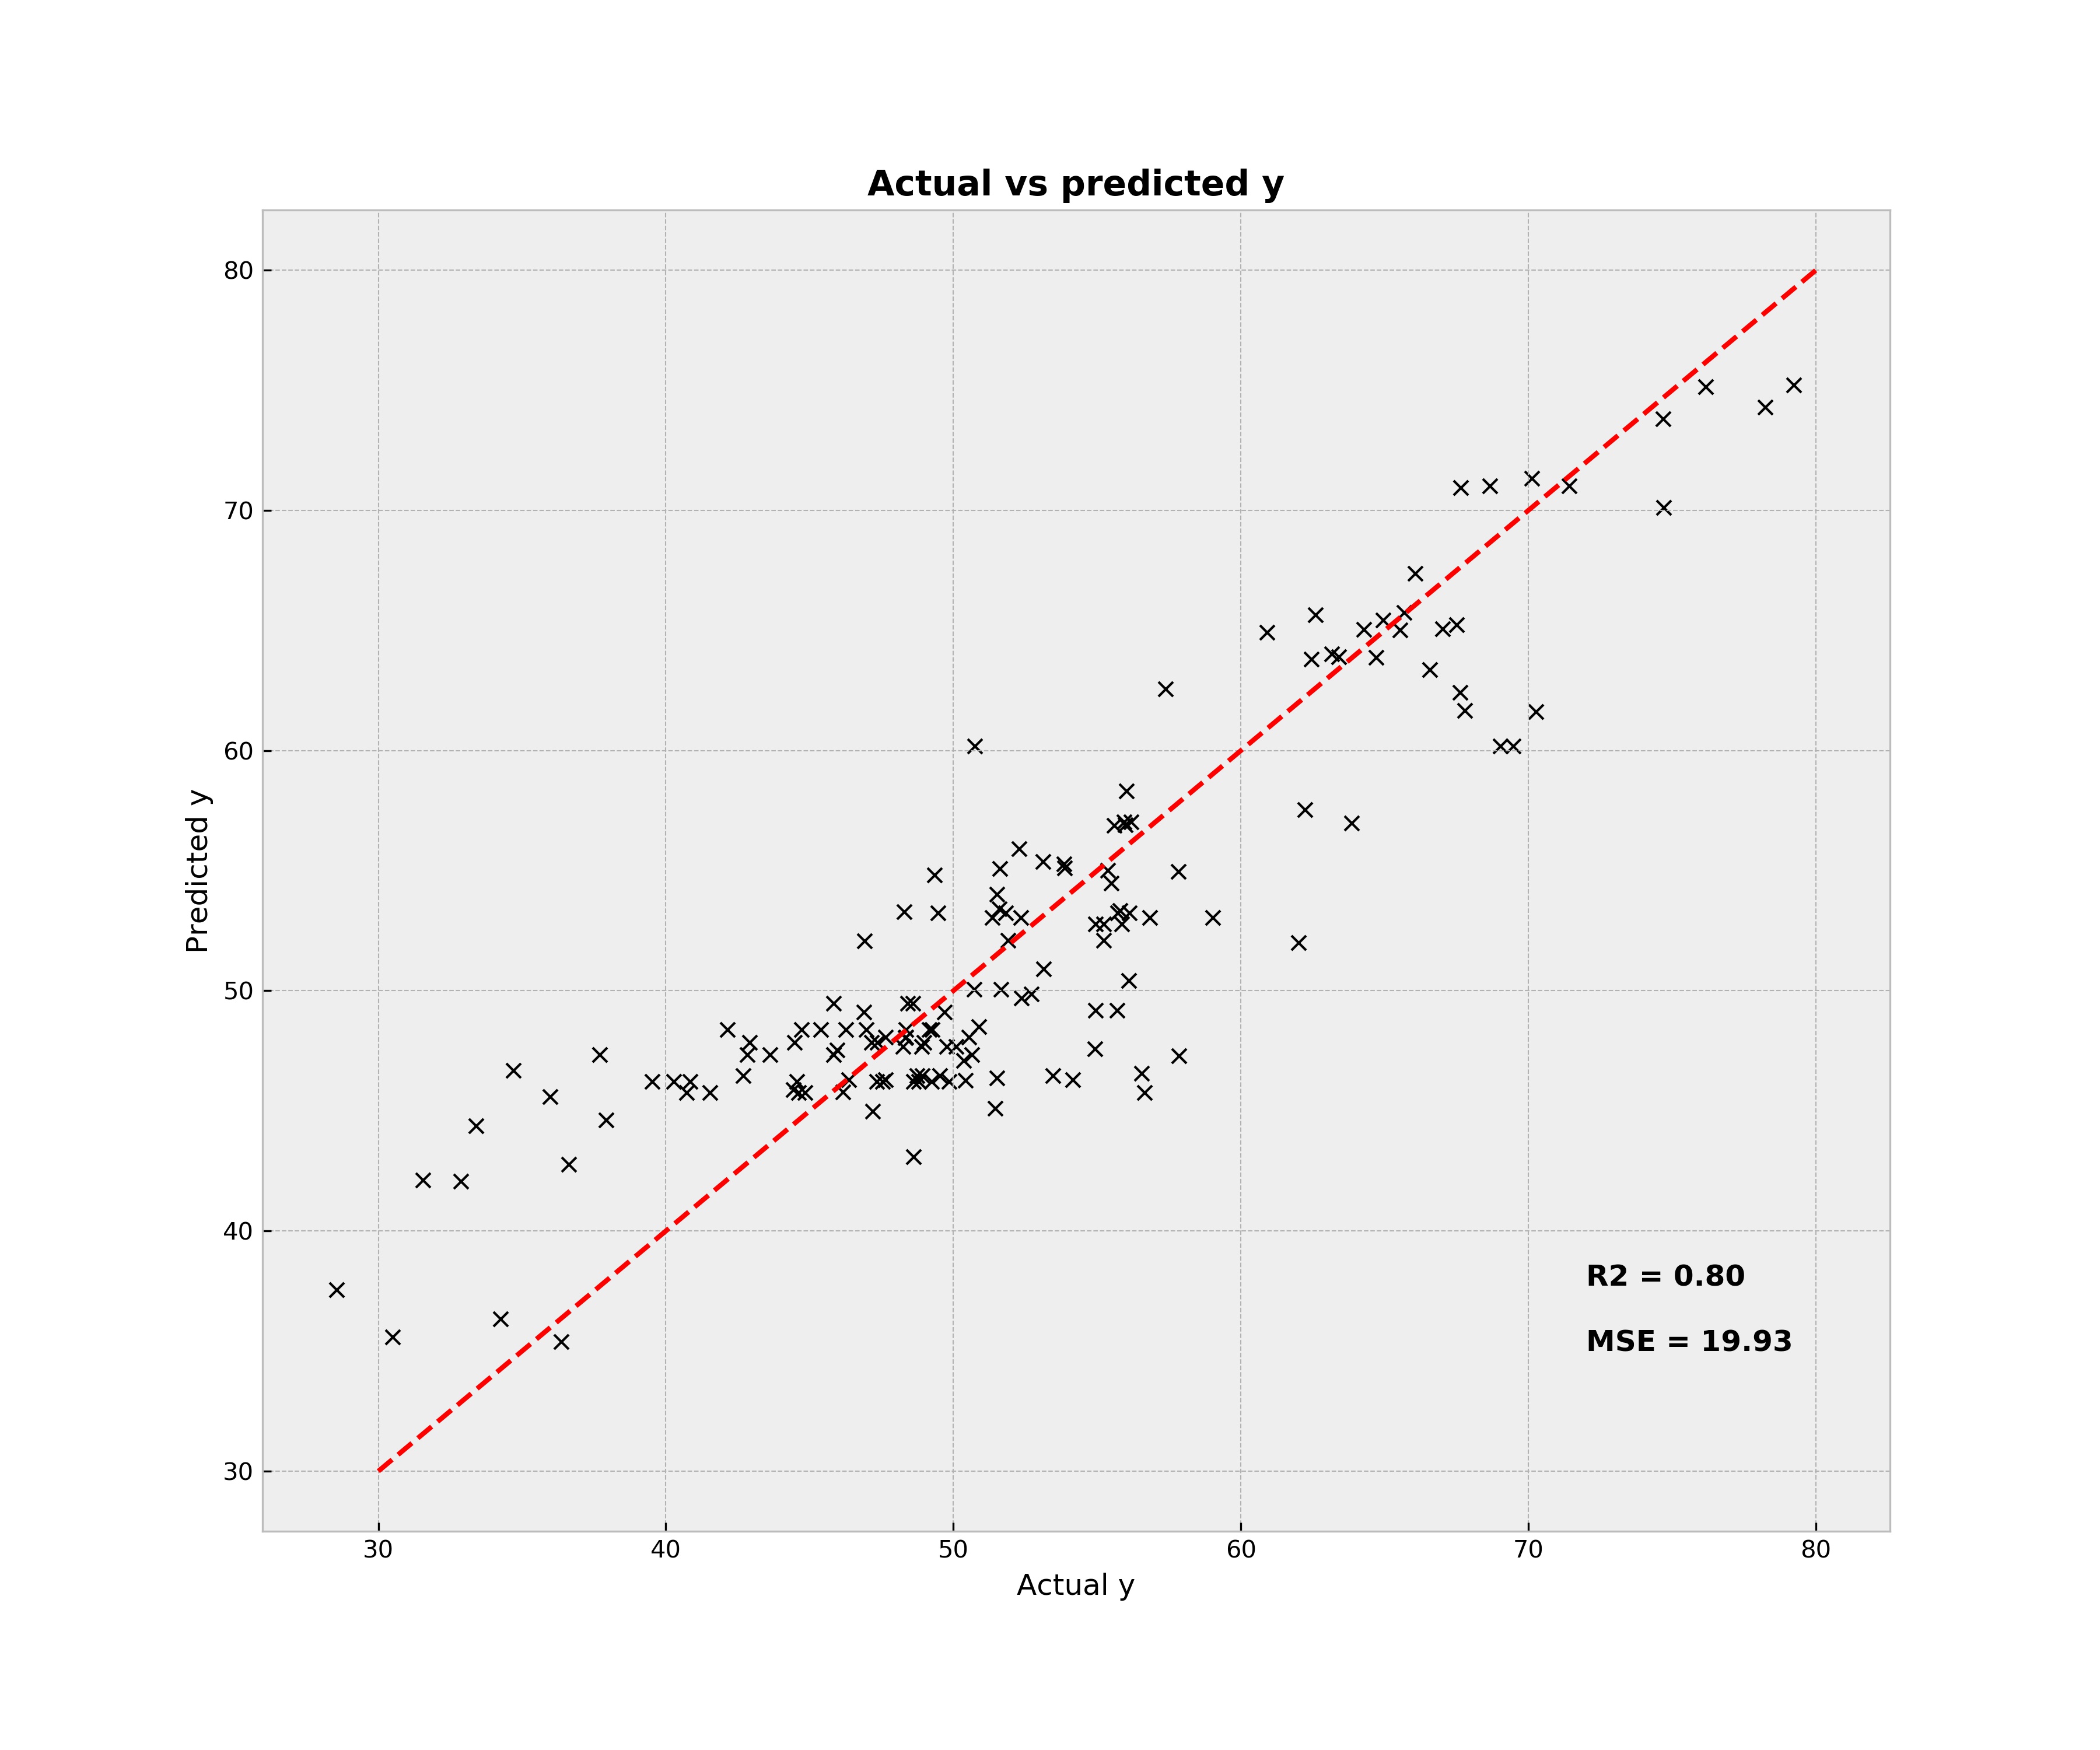 Actual vs predicted y
80
70
60
50
40
30
Predicted y
R2 = 0.80
MSE = 19.93
30 40 50 60 70 80
Actual y